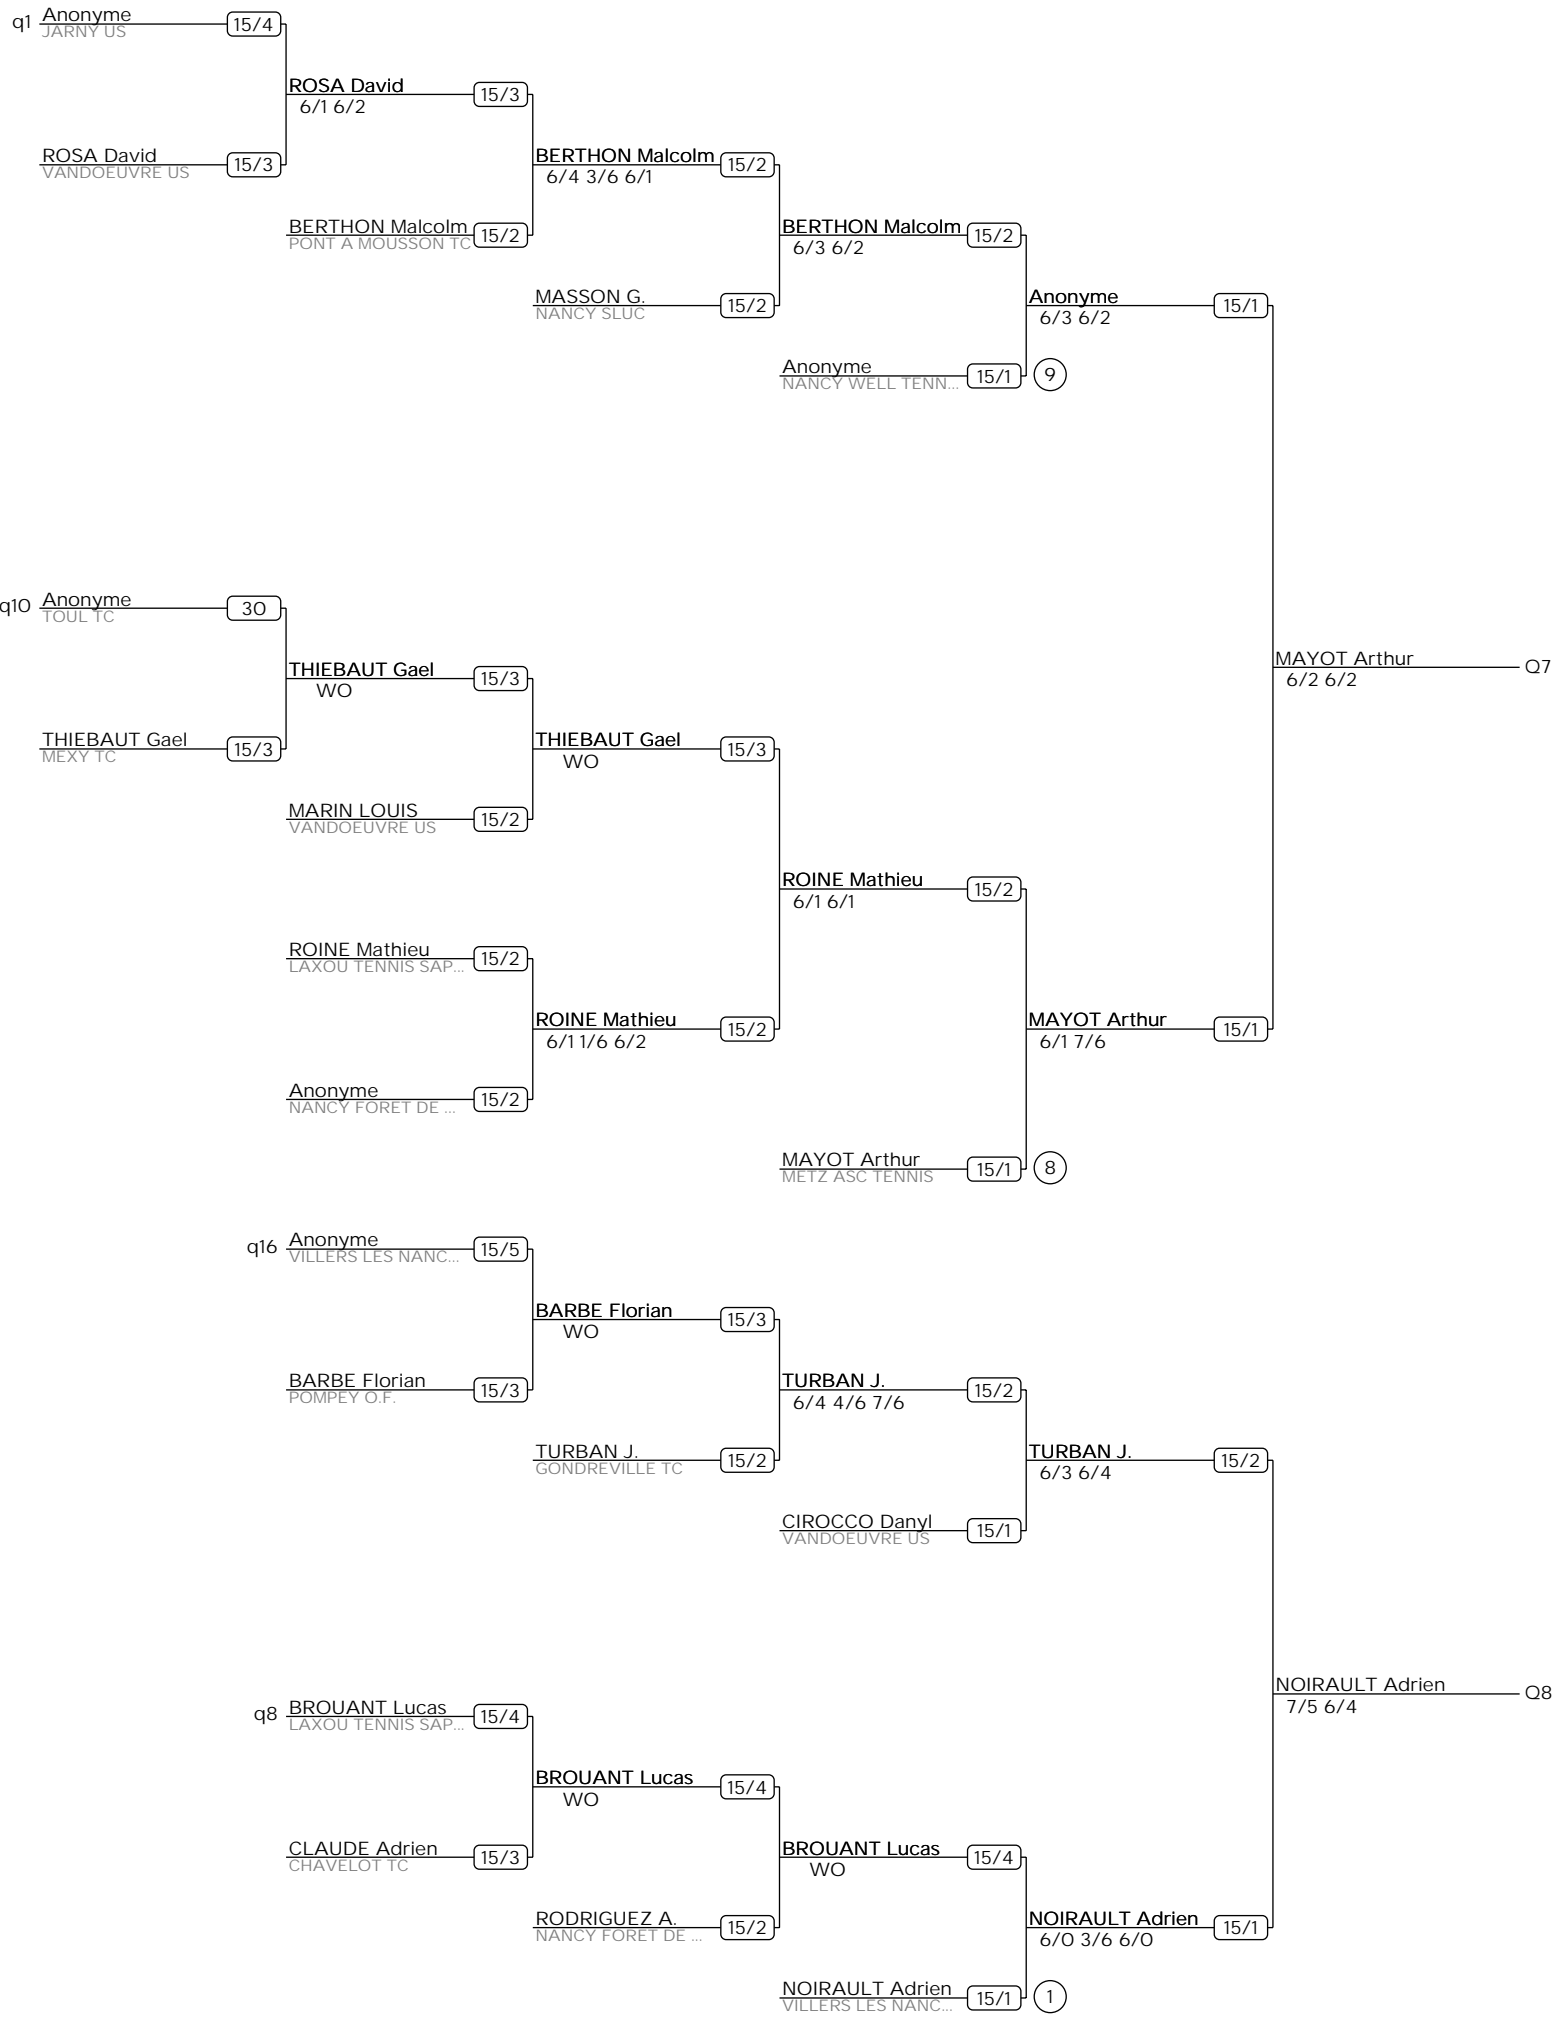 q1 Anonyme 15/4
JARNY US
ROSA David 15/3
6/1 6/2
ROSA David 15/3
VANDOEUVRE US
BERTHON Malcolm 15/2
6/4 3/6 6/1
BERTHON Malcolm 15/2
PONT A MOUSSON TC
BERTHON Malcolm 15/2
6/3 6/2
MASSON G. 15/2
NANCY SLUC
Anonyme 15/1
6/3 6/2
Anonyme 15/1 9
NANCY WELL TENN...
q10 Anonyme 30
TOUL TC
THIEBAUT Gael 15/3
WO
MAYOT Arthur Q7
6/2 6/2
THIEBAUT Gael 15/3
MEXY TC
THIEBAUT Gael 15/3
WO
MARIN LOUIS 15/2
VANDOEUVRE US
ROINE Mathieu 15/2
6/1 6/1
ROINE Mathieu 15/2
LAXOU TENNIS SAP...
ROINE Mathieu 15/2
6/1 1/6 6/2
MAYOT Arthur 15/1
6/1 7/6
Anonyme 15/2
NANCY FORET DE ...
MAYOT Arthur 15/1 8
METZ ASC TENNIS
q16 Anonyme 15/5
VILLERS LES NANC...
BARBE Florian 15/3
WO
BARBE Florian 15/3
POMPEY O.F.
TURBAN J. 15/2
6/4 4/6 7/6
TURBAN J. 15/2
GONDREVILLE TC
TURBAN J. 15/2
6/3 6/4
CIROCCO Danyl 15/1
VANDOEUVRE US
NOIRAULT Adrien Q8
7/5 6/4
q8 BROUANT Lucas 15/4
LAXOU TENNIS SAP...
BROUANT Lucas 15/4
WO
CLAUDE Adrien 15/3
CHAVELOT TC
BROUANT Lucas 15/4
WO
RODRIGUEZ A. 15/2
NANCY FORET DE ...
NOIRAULT Adrien 15/1
6/0 3/6 6/0
NOIRAULT Adrien 15/1 1
VILLERS LES NANC...